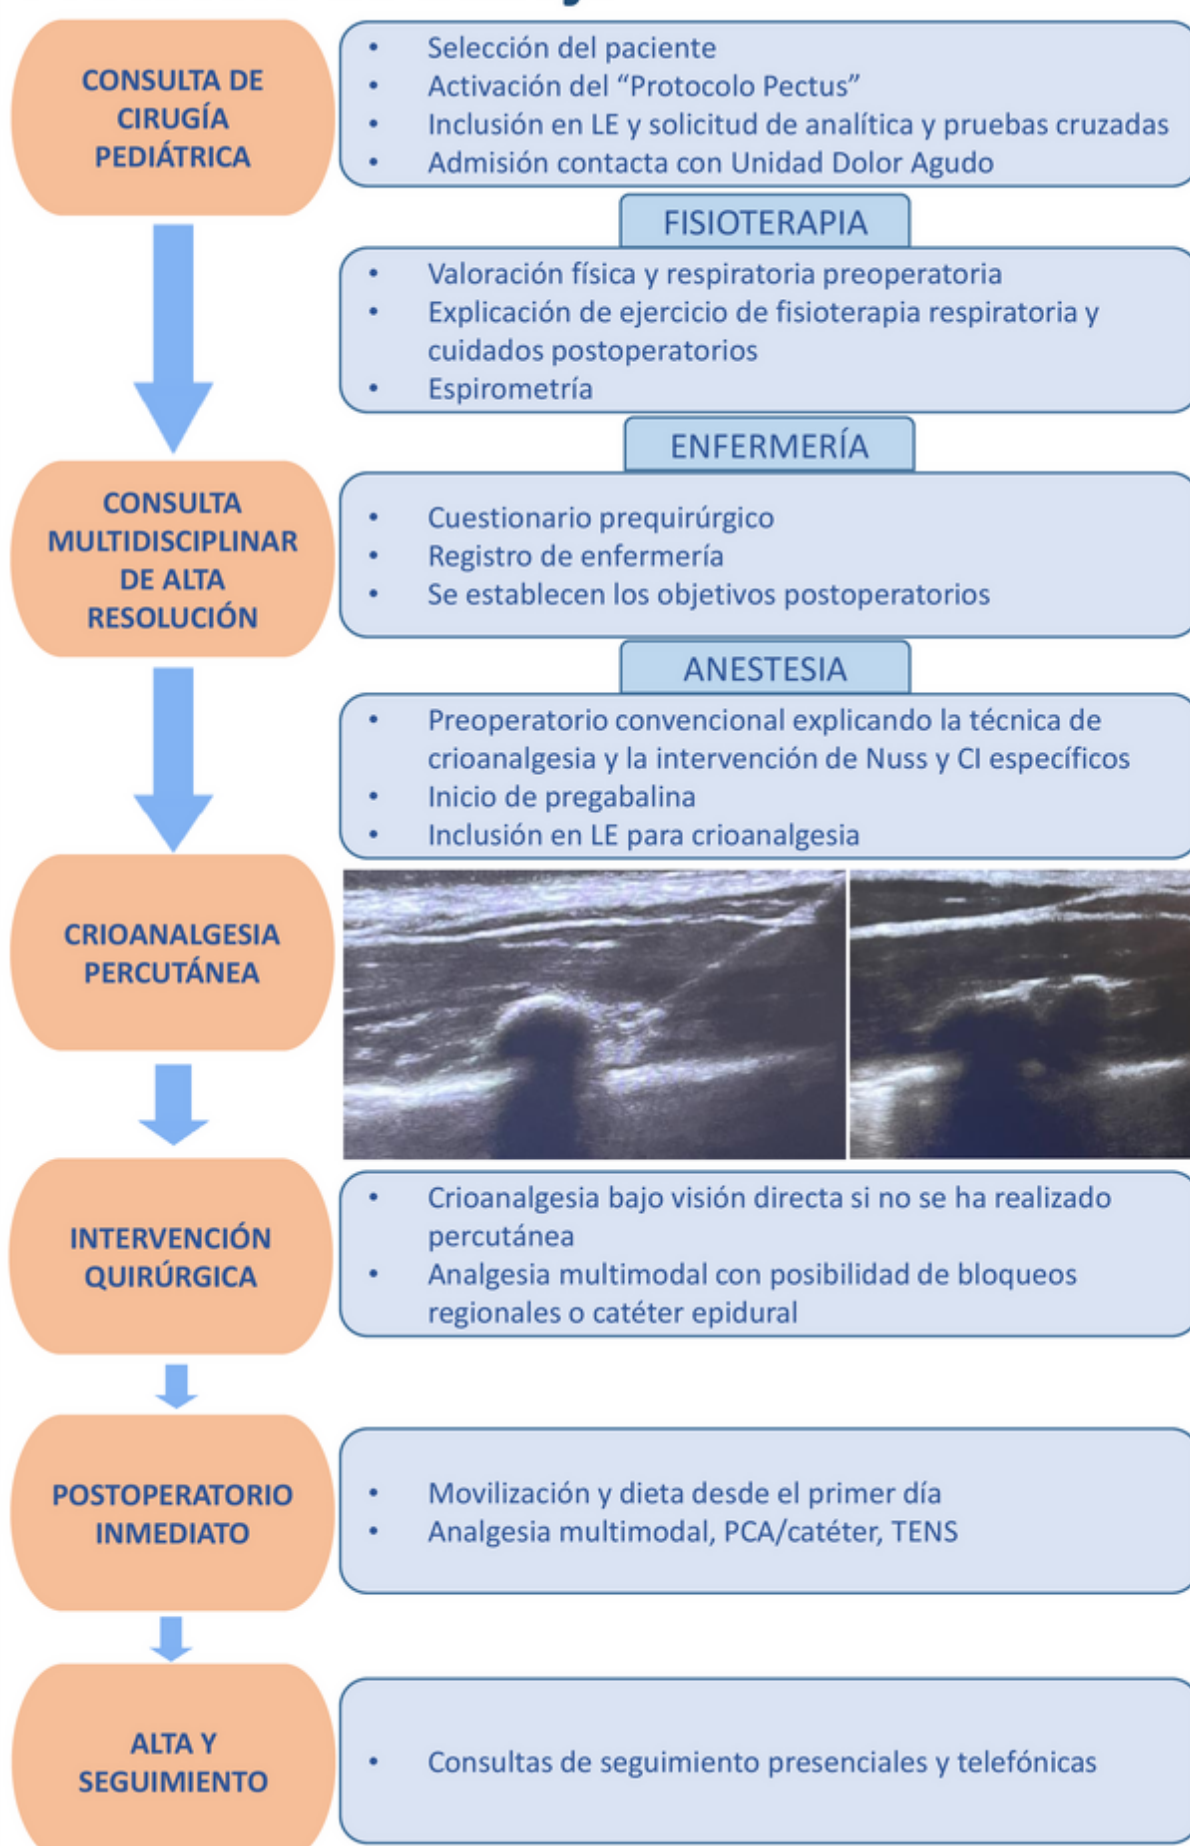 CONSULTA DE
CIRUGÍA
PEDIÁTRICA
• Selección del paciente
• Activación del “Protocolo Pectus”
• Inclusión en LE y solicitud de analítica y pruebas cruzadas
• Admisión contacta con Unidad Dolor Agudo
FISIOTERAPIA
• Valoración física y respiratoria preoperatoria
• Explicación de ejercicio de fisioterapia respiratoria y
cuidados postoperatorios
• Espirometría
CONSULTA
MULTIDISCIPLINAR
DE ALTA
RESOLUCIÓN
ENFERMERÍA
• Cuestionario prequirúrgico
• Registro de enfermería
• Se establecen los objetivos postoperatorios
ANESTESIA
• Preoperatorio convencional explicando la técnica de
crioanalgesia y la intervención de Nuss y CI específicos
• Inicio de pregabalina
• Inclusión en LE para crioanalgesia
CRIOANALGESIA
PERCUTÁNEA
INTERVENCIÓN
QUIRÚRGICA
• Crioanalgesia bajo visión directa si no se ha realizado
percutánea
• Analgesia multimodal con posibilidad de bloqueos
regionales o catéter epidural
POSTOPERATORIO
INMEDIATO
• Movilización y dieta desde el primer día
• Analgesia multimodal, PCA/catéter, TENS
ALTA Y
SEGUIMIENTO
• Consultas de seguimiento presenciales y telefónicas